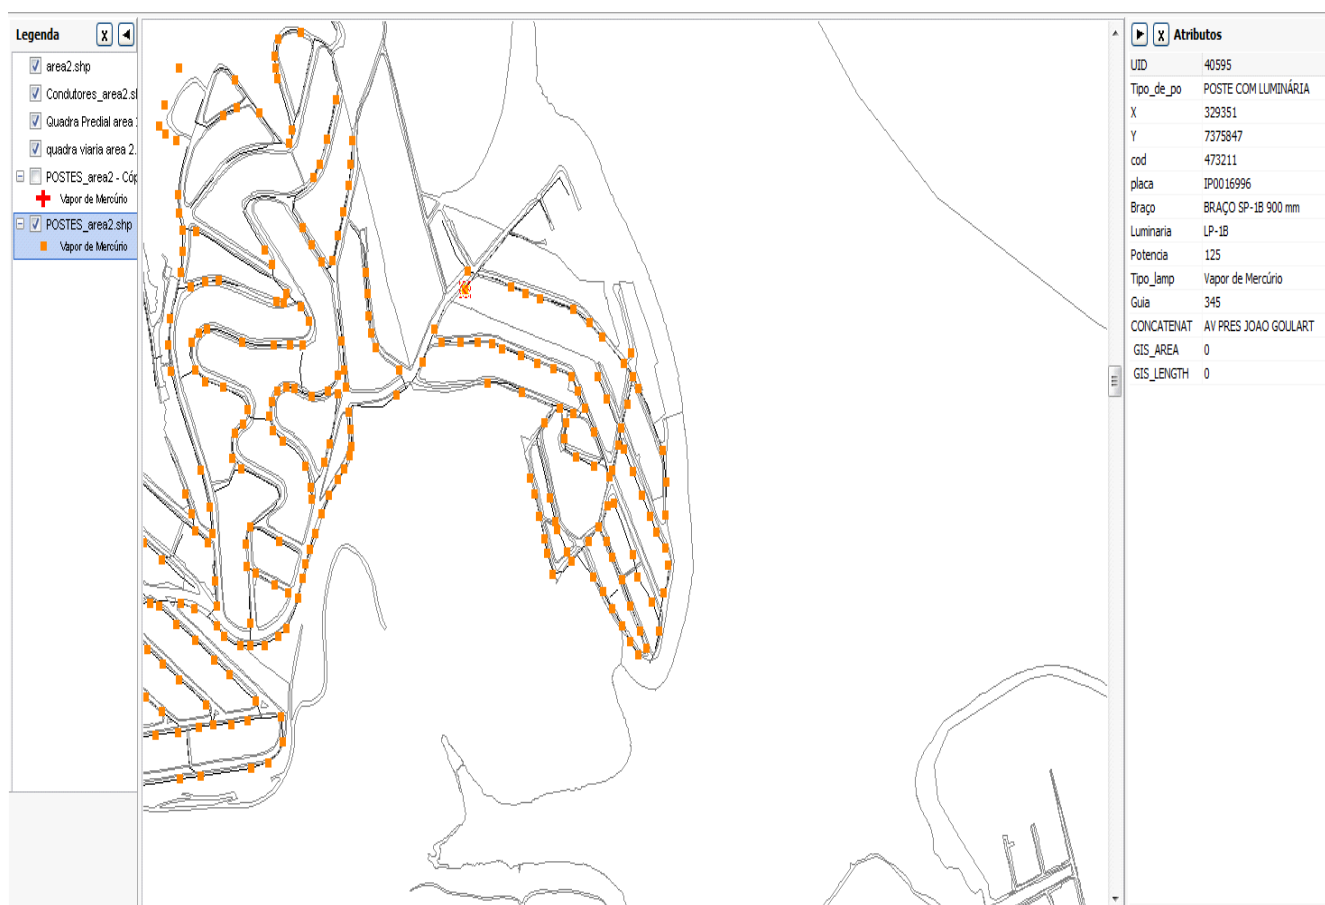 Legenda X
area2.shp
Condutores_area2.sl
Quadra Predial area
quadra viaria area 2.
POSTES_area2 - Cóp
Vapor de Mercúrio
POSTES_area2.shp
Vapor de Mercúrio
X Atributos
UID 40595
Tipo_de_po POSTE COM LUMINÁRIA
X 329351
Y 7375847
cod 473211
placa IP0016996
Braço BRAÇO SP-1B 900 mm
Luminaria LP-1B
Potencia 125
Tipo_lamp Vapor de Mercúrio
Guia 345
CONCATENAT AV PRES JOAO GOULART
GIS_AREA 0
GIS_LENGTH 0